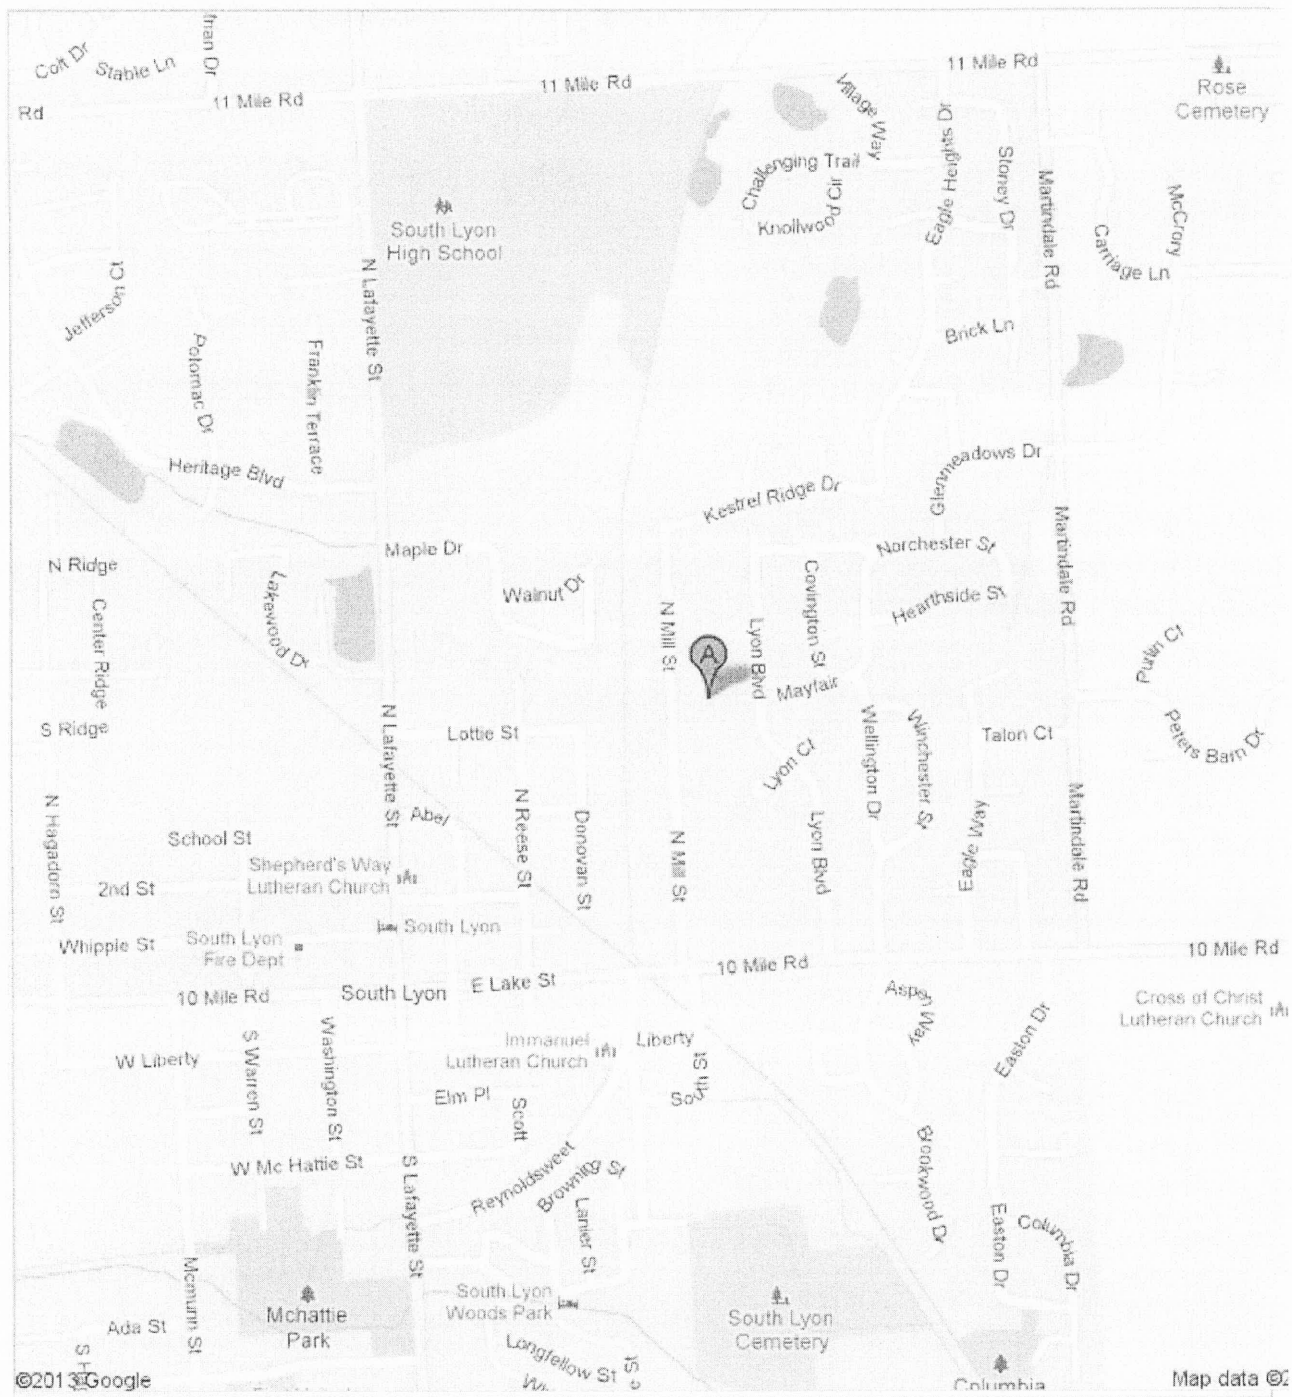 Colt Dr
Stable Ln
11 Mile Rd
11 Mile Rd
11 Mile Rd
Rd
Rose
Cemetery
Village Way
Challenging Trail
Knollwood Cir
Eagle Heights Dr
Stoney Dr
Martindale Rd
McCrory
Carriage Ln
South Lyon
High School
N Lafayette St
Jefferson Ct
Potomac Dr
Franklin Terrace
Brick Ln
Heritage Blvd
Glenmeadows Dr
Kestrel Ridge Dr
Martindale Rd
Maple Dr
Norchester St
N Ridge
Walnut Dr
Lakewood Dr
Covington St
Hearthside St
Center Ridge
N Mill St
Lyon Blvd
A
Mayfair
Purlin Ct
S Ridge
N Lafayette St
Lottie St
Wellington Dr
Winchester St
Talon Ct
Peters Barn Dr
Lyon Ct
N Hagadorn St
Abel
N Reese St
Donovan St
N Mill St
Lyon Blvd
Eagle Way
Martindale Rd
School St
Shepherd's Way
Lutheran Church
2nd St
South Lyon
Whipple St
South Lyon
Fire Dept
10 Mile Rd
10 Mile Rd
10 Mile Rd
South Lyon
E Lake St
Aspen Way
Cross of Christ
Lutheran Church
Easton Dr
W Liberty
S Warren St
Washington St
Immanuel
Lutheran Church
Liberty
South St
Elm Pl
Scott
W Mc Hattie St
S Lafayette St
Reynoldsweet
Browning St
Lanier St
Brookwood Dr
Easton Dr
Columbia Dr
Mcmunn St
Mchattie
Park
South Lyon
Woods Park
South Lyon
Cemetery
Ada St
Longfellow St
Columbia
©2013 Google
Map data ©2